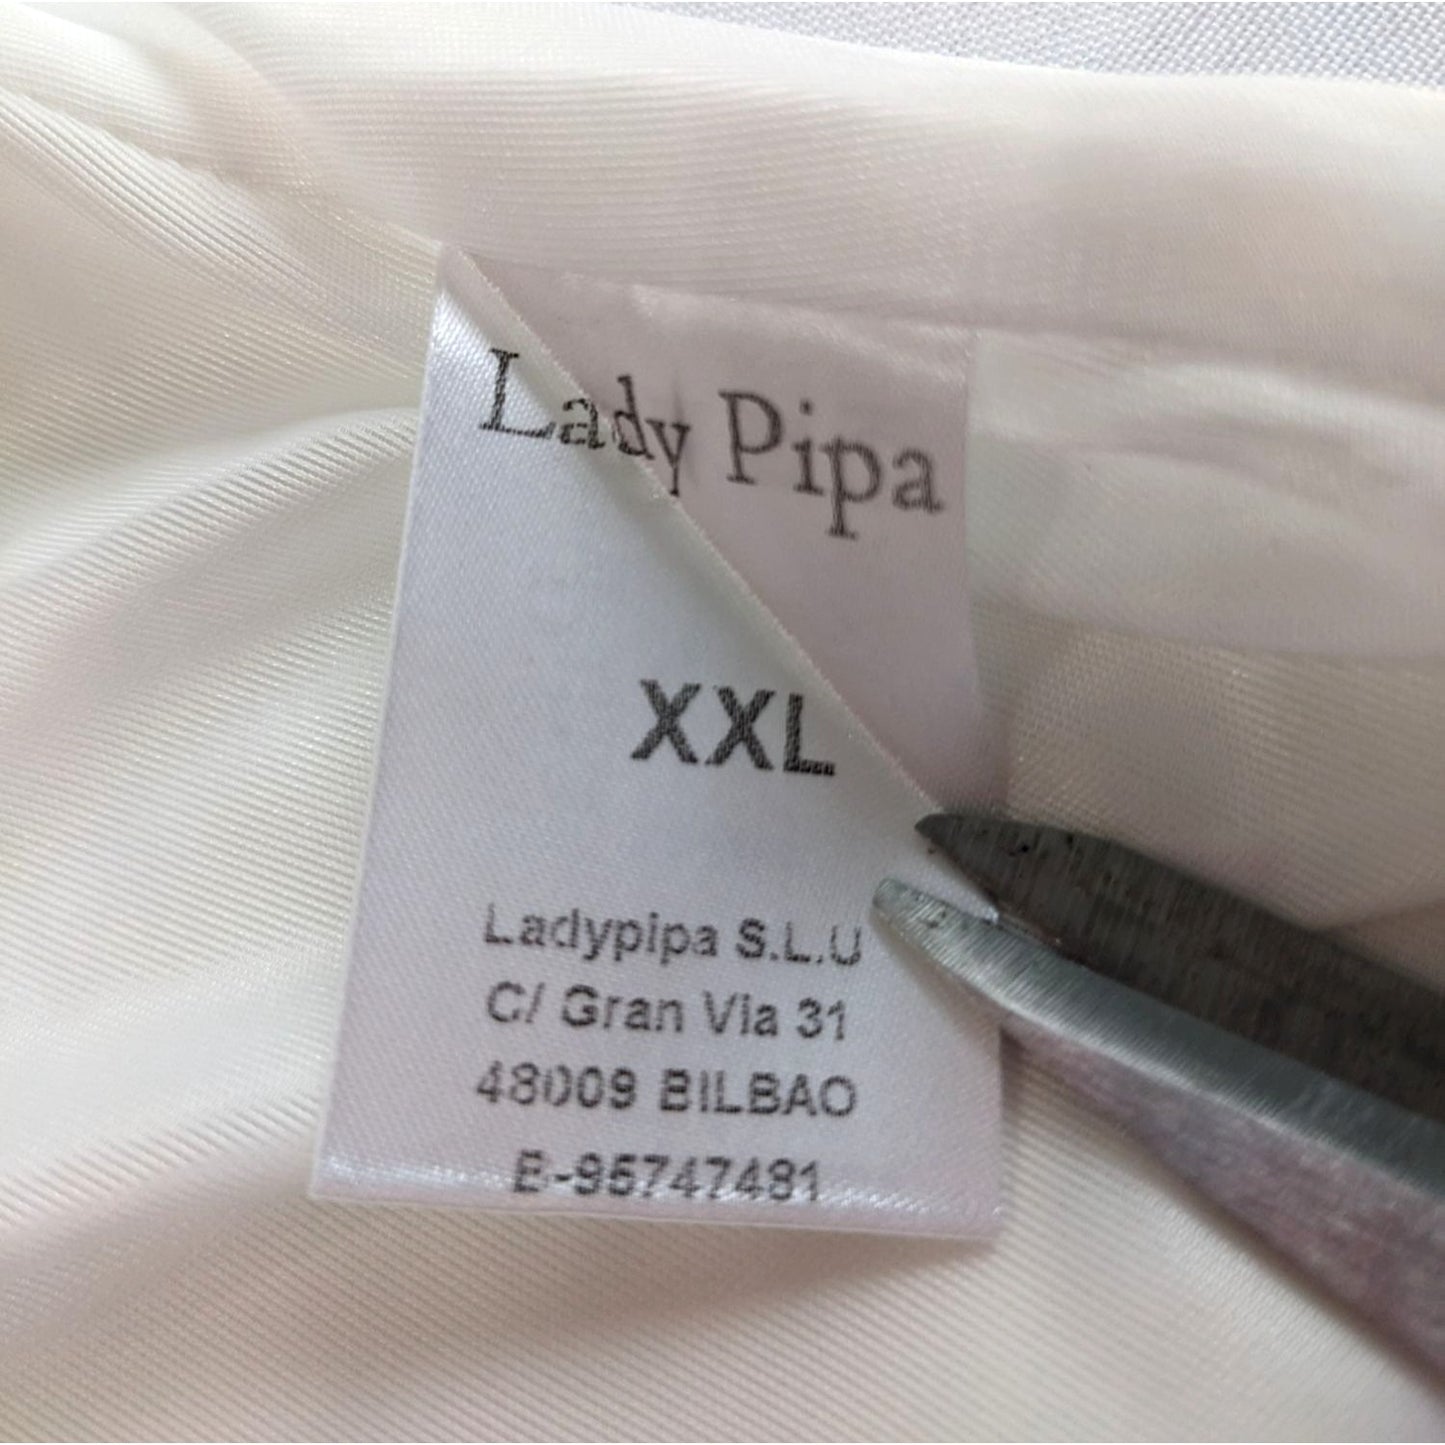 Lady Pipa
XXL
Ladypipa S.L.U
C/ Gran Via 31
48009 BILBAO
B-95747481